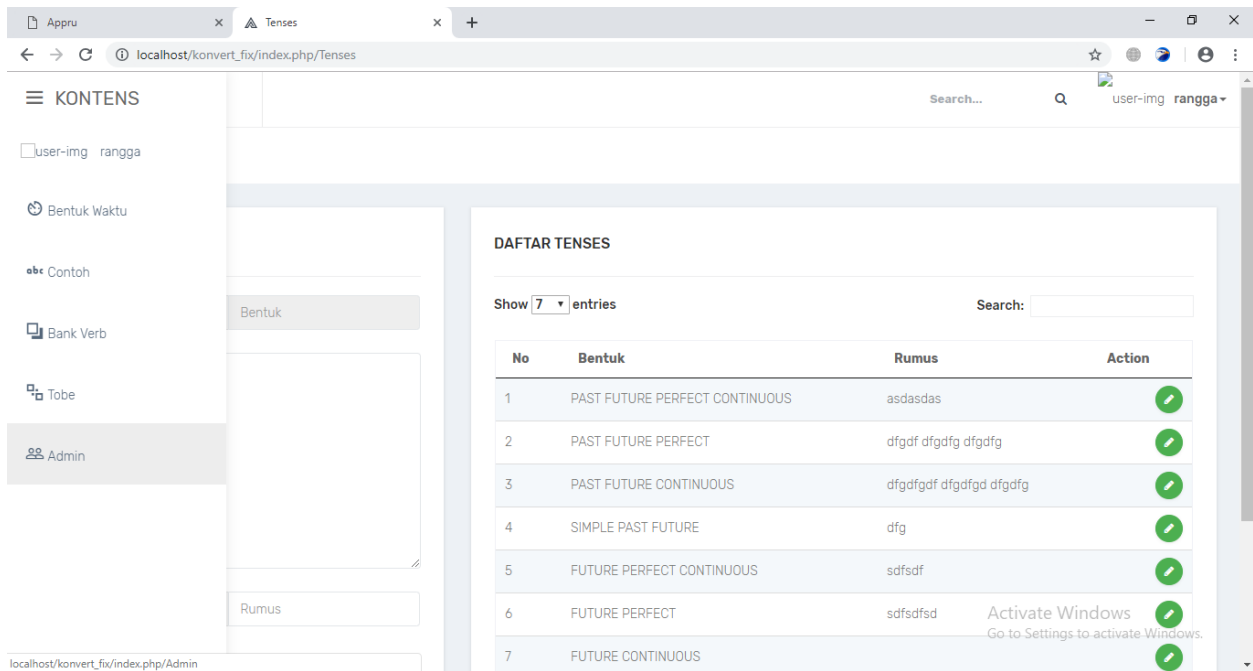 Appru
Tenses
localhost/konvert_fix/index.php/Tenses
KONTENS
Search...
user-img rangga
user-img rangga
Bentuk Waktu
abc Contoh
Bank Verb
Tobe
Admin
Bentuk
Rumus
DAFTAR TENSES
Show 7 entries
Search:
No Bentuk Rumus Action
1 PAST FUTURE PERFECT CONTINUOUS asdasdas
2 PAST FUTURE PERFECT dfgdf dfgdfg dfgdfg
3 PAST FUTURE CONTINUOUS dfgdfgdf dfgdfgd dfgdfg
4 SIMPLE PAST FUTURE dfg
5 FUTURE PERFECT CONTINUOUS sdfsdf
6 FUTURE PERFECT sdfsdfsd
7 FUTURE CONTINUOUS
Activate Windows
Go to Settings to activate Windows.
localhost/konvert_fix/index.php/Admin